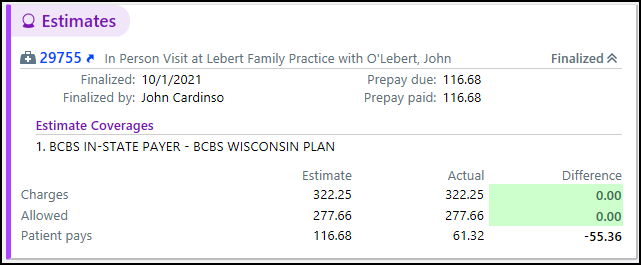 Estimates
29755 In Person Visit at Lebert Family Practice with O'Lebert, John Finalized
Finalized: 10/1/2021 Prepay due: 116.68
Finalized by: John Cardinso Prepay paid: 116.68
Estimate Coverages
1. BCBS IN-STATE PAYER - BCBS WISCONSIN PLAN
Estimate Actual Difference
Charges 322.25 322.25 0.00
Allowed 277.66 277.66 0.00
Patient pays 116.68 61.32 -55.36